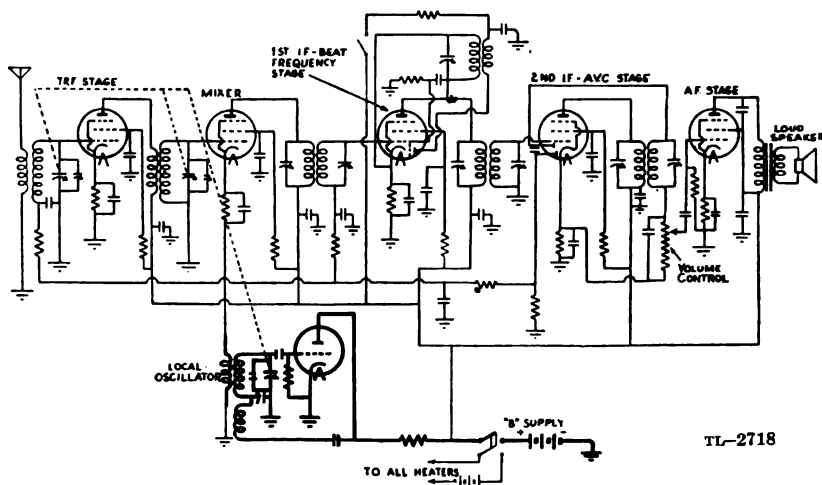 1ST IF-BEAT
FREQUENCY
STAGE
TRF STAGE
MIXER
2ND IF-AVC STAGE
A.F. STAGE
LOUD
SPEAKER
VOLUME
CONTROL
LOCAL
OSCILLATOR
"B" SUPPLY
+ -
TO ALL HEATERS
TL-2718